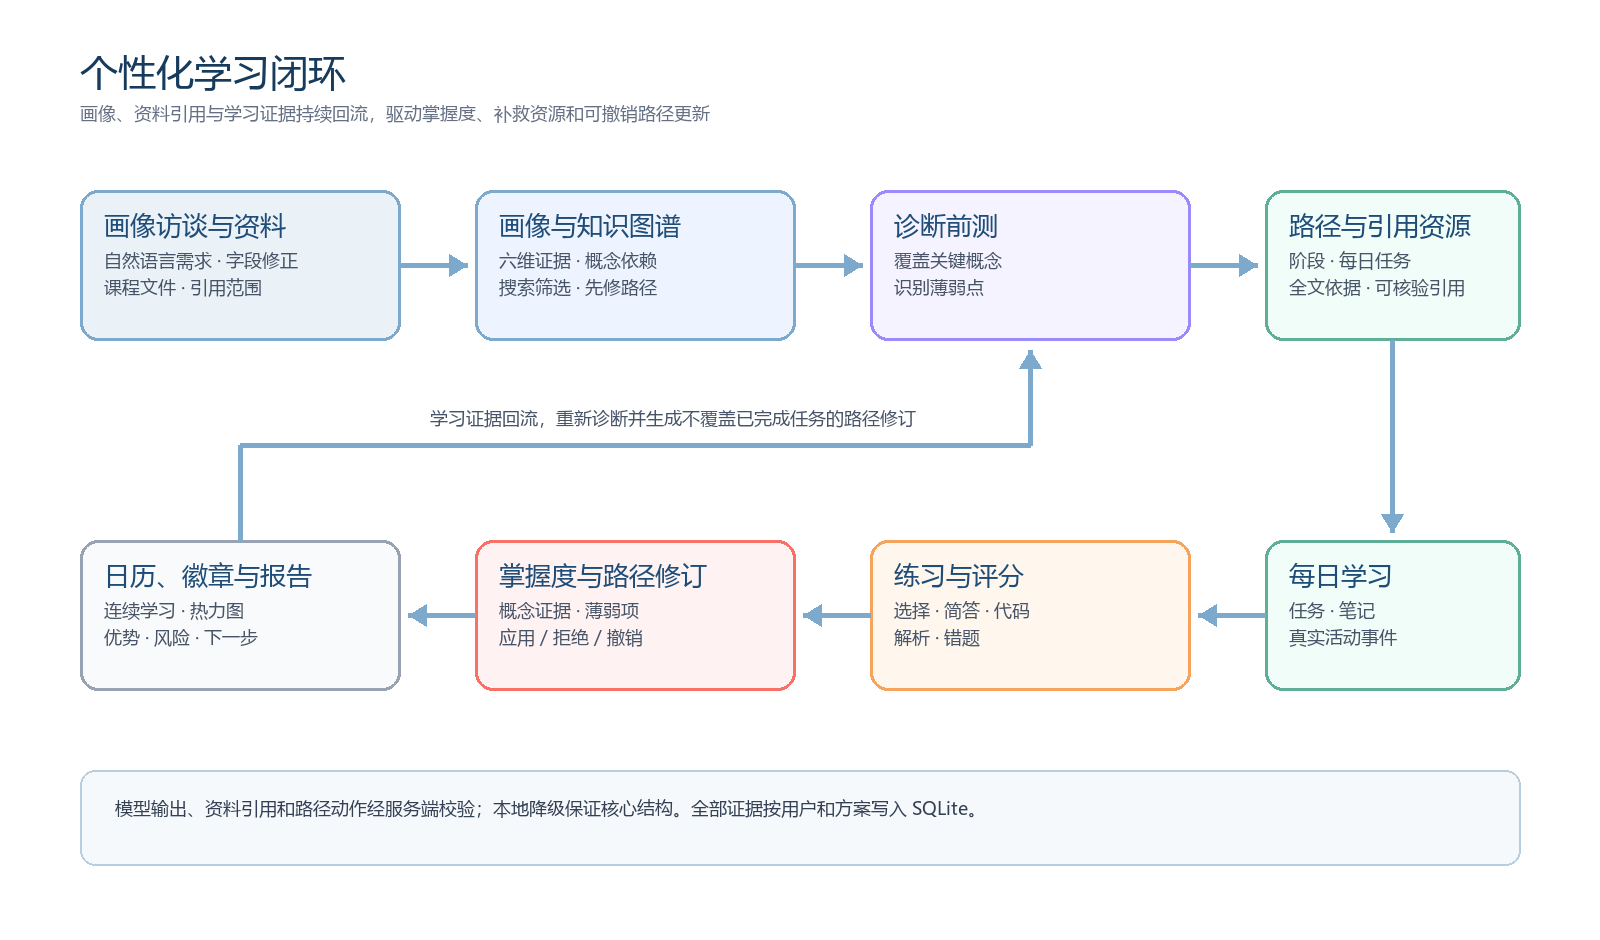 个性化学习闭环
画像、资料引用与学习证据持续回流，驱动掌握度、补救资源和可撤销路径更新
画像访谈与资料
自然语言需求 · 字段修正
课程文件 · 引用范围
画像与知识图谱
六维证据 · 概念依赖
搜索筛选 · 先修路径
诊断前测
覆盖关键概念
识别薄弱点
路径与引用资源
阶段 · 每日任务
全文依据 · 可核验引用
学习证据回流，重新诊断并生成不覆盖已完成任务的路径修订
日历、徽章与报告
连续学习 · 热力图
优势 · 风险 · 下一步
掌握度与路径修订
概念证据 · 薄弱项
应用 / 拒绝 / 撤销
练习与评分
选择 · 简答 · 代码
解析 · 错题
每日学习
任务 · 笔记
真实活动事件
模型输出、资料引用和路径动作经服务端校验；本地降级保证核心结构。全部证据按用户和方案写入 SQLite。